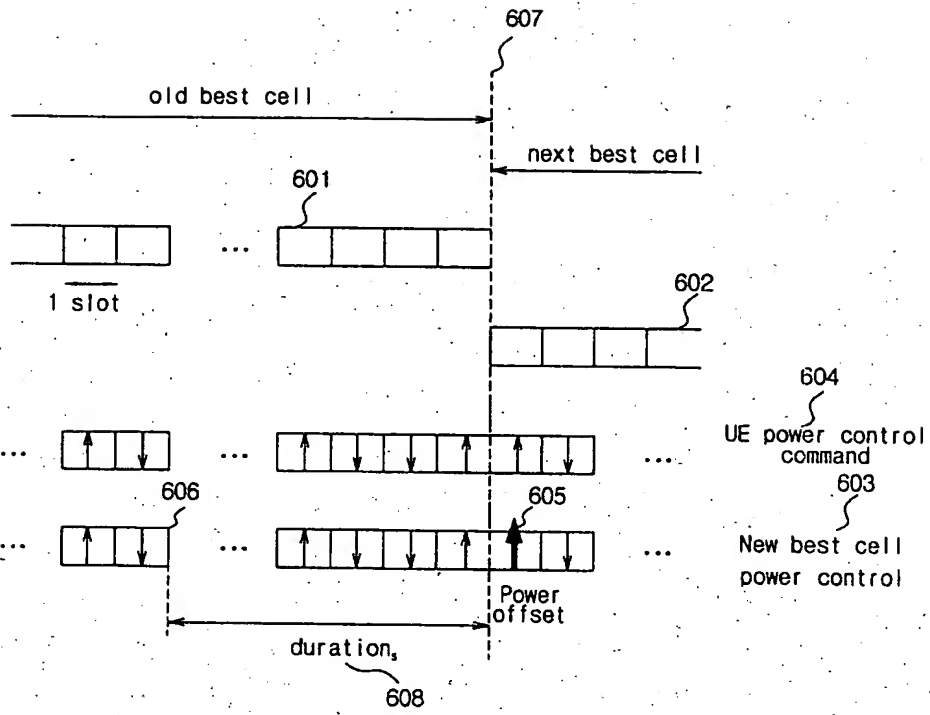 607
old best cell
next best cell
601
...
1 slot
602
604
UE power control
command
...
...
...
606
605
603
New best cell
power control
...
...
...
Power
offset
durations
608